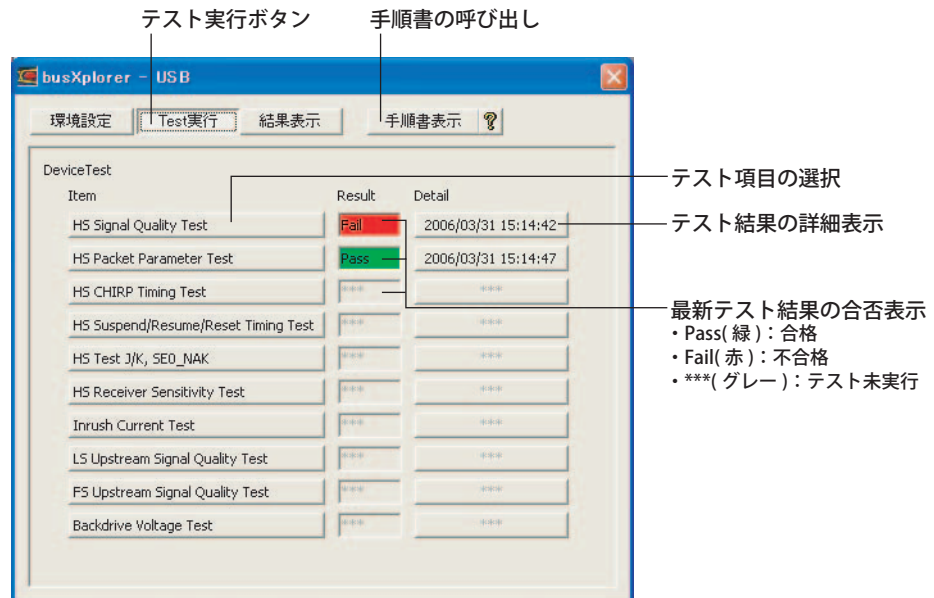 テスト実行ボタン
手順書の呼び出し
busXplorer - USB
環境設定 Test実行 結果表示 手順書表示 ?
DeviceTest
Item Result Detail
テスト項目の選択
HS Signal Quality Test Fail 2006/03/31 15:14:42
テスト結果の詳細表示
HS Packet Parameter Test Pass 2006/03/31 15:14:47
HS CHIRP Timing Test *** ***
最新テスト結果の合否表示
・Pass( 緑 )：合格
・Fail( 赤 )：不合格
・***( グレー )：テスト未実行
HS Suspend/Resume/Reset Timing Test *** ***
HS Test J/K, SE0_NAK *** ***
HS Receiver Sensitivity Test *** ***
Inrush Current Test *** ***
LS Upstream Signal Quality Test *** ***
FS Upstream Signal Quality Test *** ***
Backdrive Voltage Test *** ***